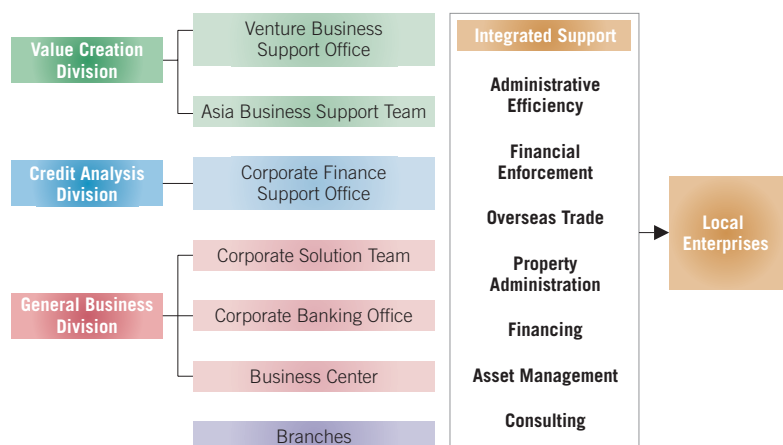 Value Creation
Division
Venture Business
Support Office
Asia Business Support Team
Credit Analysis
Division
Corporate Finance
Support Office
General Business
Division
Corporate Solution Team
Corporate Banking Office
Business Center
Branches
Integrated Support
Administrative
Efficiency
Financial
Enforcement
Overseas Trade
Property
Administration
Financing
Asset Management
Consulting
Local
Enterprises